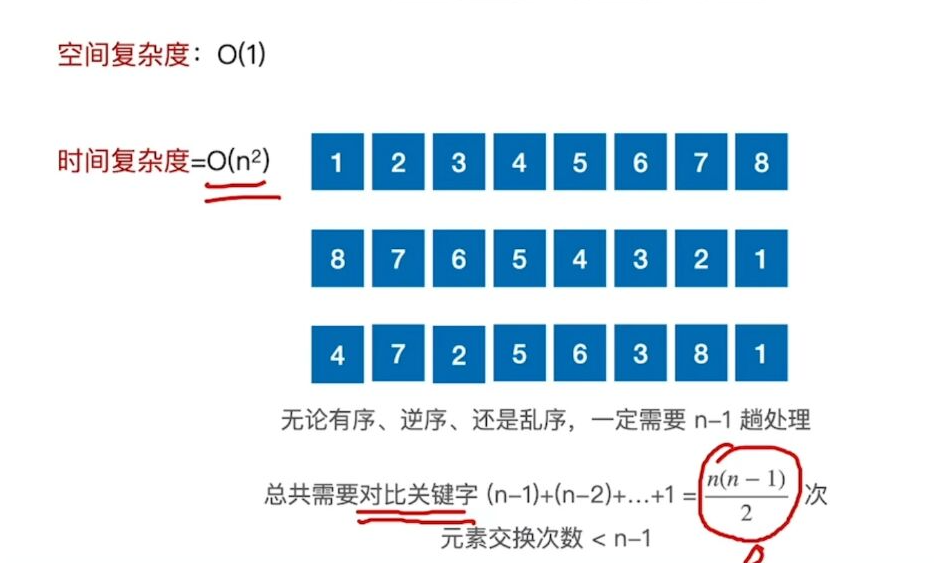 空间复杂度：O(1)
时间复杂度=O(n²)
1 2 3 4 5 6 7 8
8 7 6 5 4 3 2 1
4 7 2 5 6 3 8 1
无论有序、逆序、还是乱序，一定需要 n–1 趟处理
总共需要对比关键字 (n–1)+(n–2)+…+1 = n(n − 1)/2 次
元素交换次数 < n–1